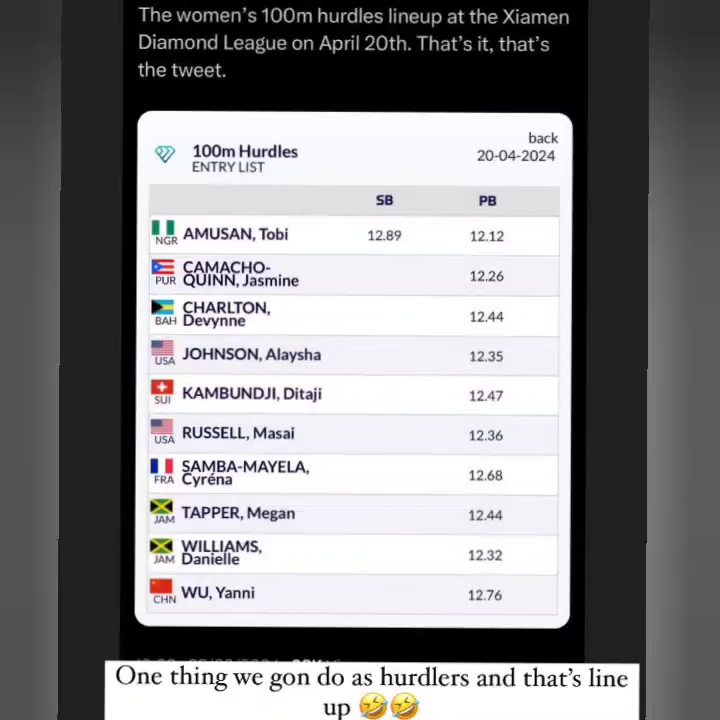 The women's 100m hurdles lineup at the Xiamen
Diamond League on April 20th. That's it, that's
the tweet.
back
100m Hurdles 20-04-2024
ENTRY LIST
SB PB
NGR AMUSAN, Tobi 12.89 12.12
PUR CAMACHO-
QUINN, Jasmine 12.26
BAH CHARLTON,
Devynne 12.44
USA JOHNSON, Alaysha 12.35
SUI KAMBUNDJI, Ditaji 12.47
USA RUSSELL, Masai 12.36
FRA SAMBA-MAYELA,
Cyréna 12.68
JAM TAPPER, Megan 12.44
JAM WILLIAMS,
Danielle 12.32
CHN WU, Yanni 12.76
One thing we gon do as hurdlers and that's line
up 🤣🤣